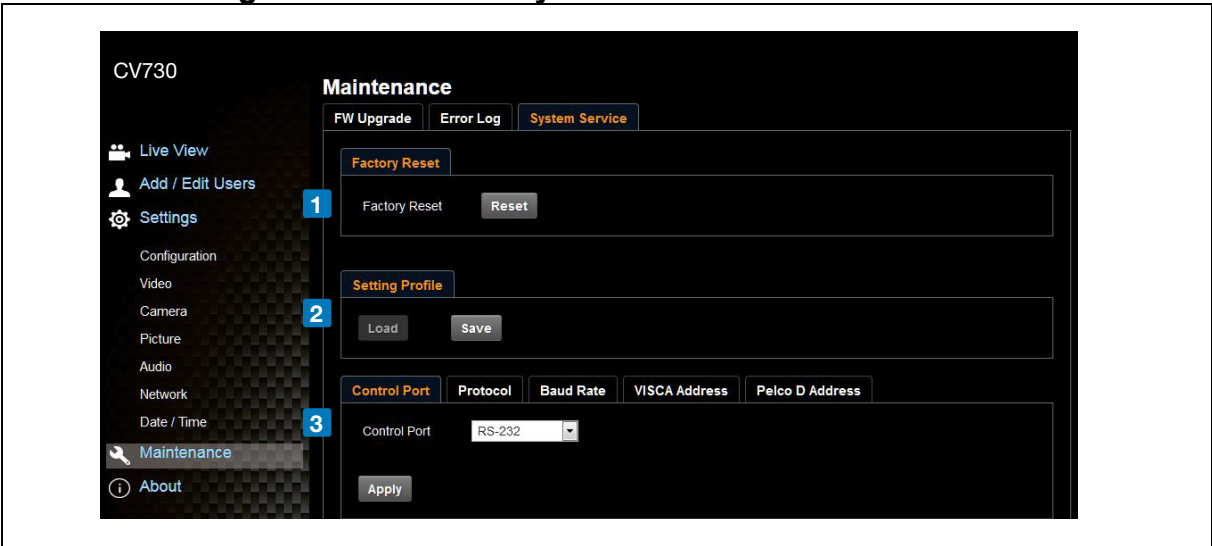 CV730
Maintenance
FW Upgrade Error Log System Service
Live View
Add / Edit Users
Settings
Configuration
Video
Camera
Picture
Audio
Network
Date / Time
Maintenance
About
Factory Reset
1 Factory Reset Reset
Setting Profile
2 Load Save
Control Port Protocol Baud Rate VISCA Address Pelco D Address
3 Control Port RS-232
Apply